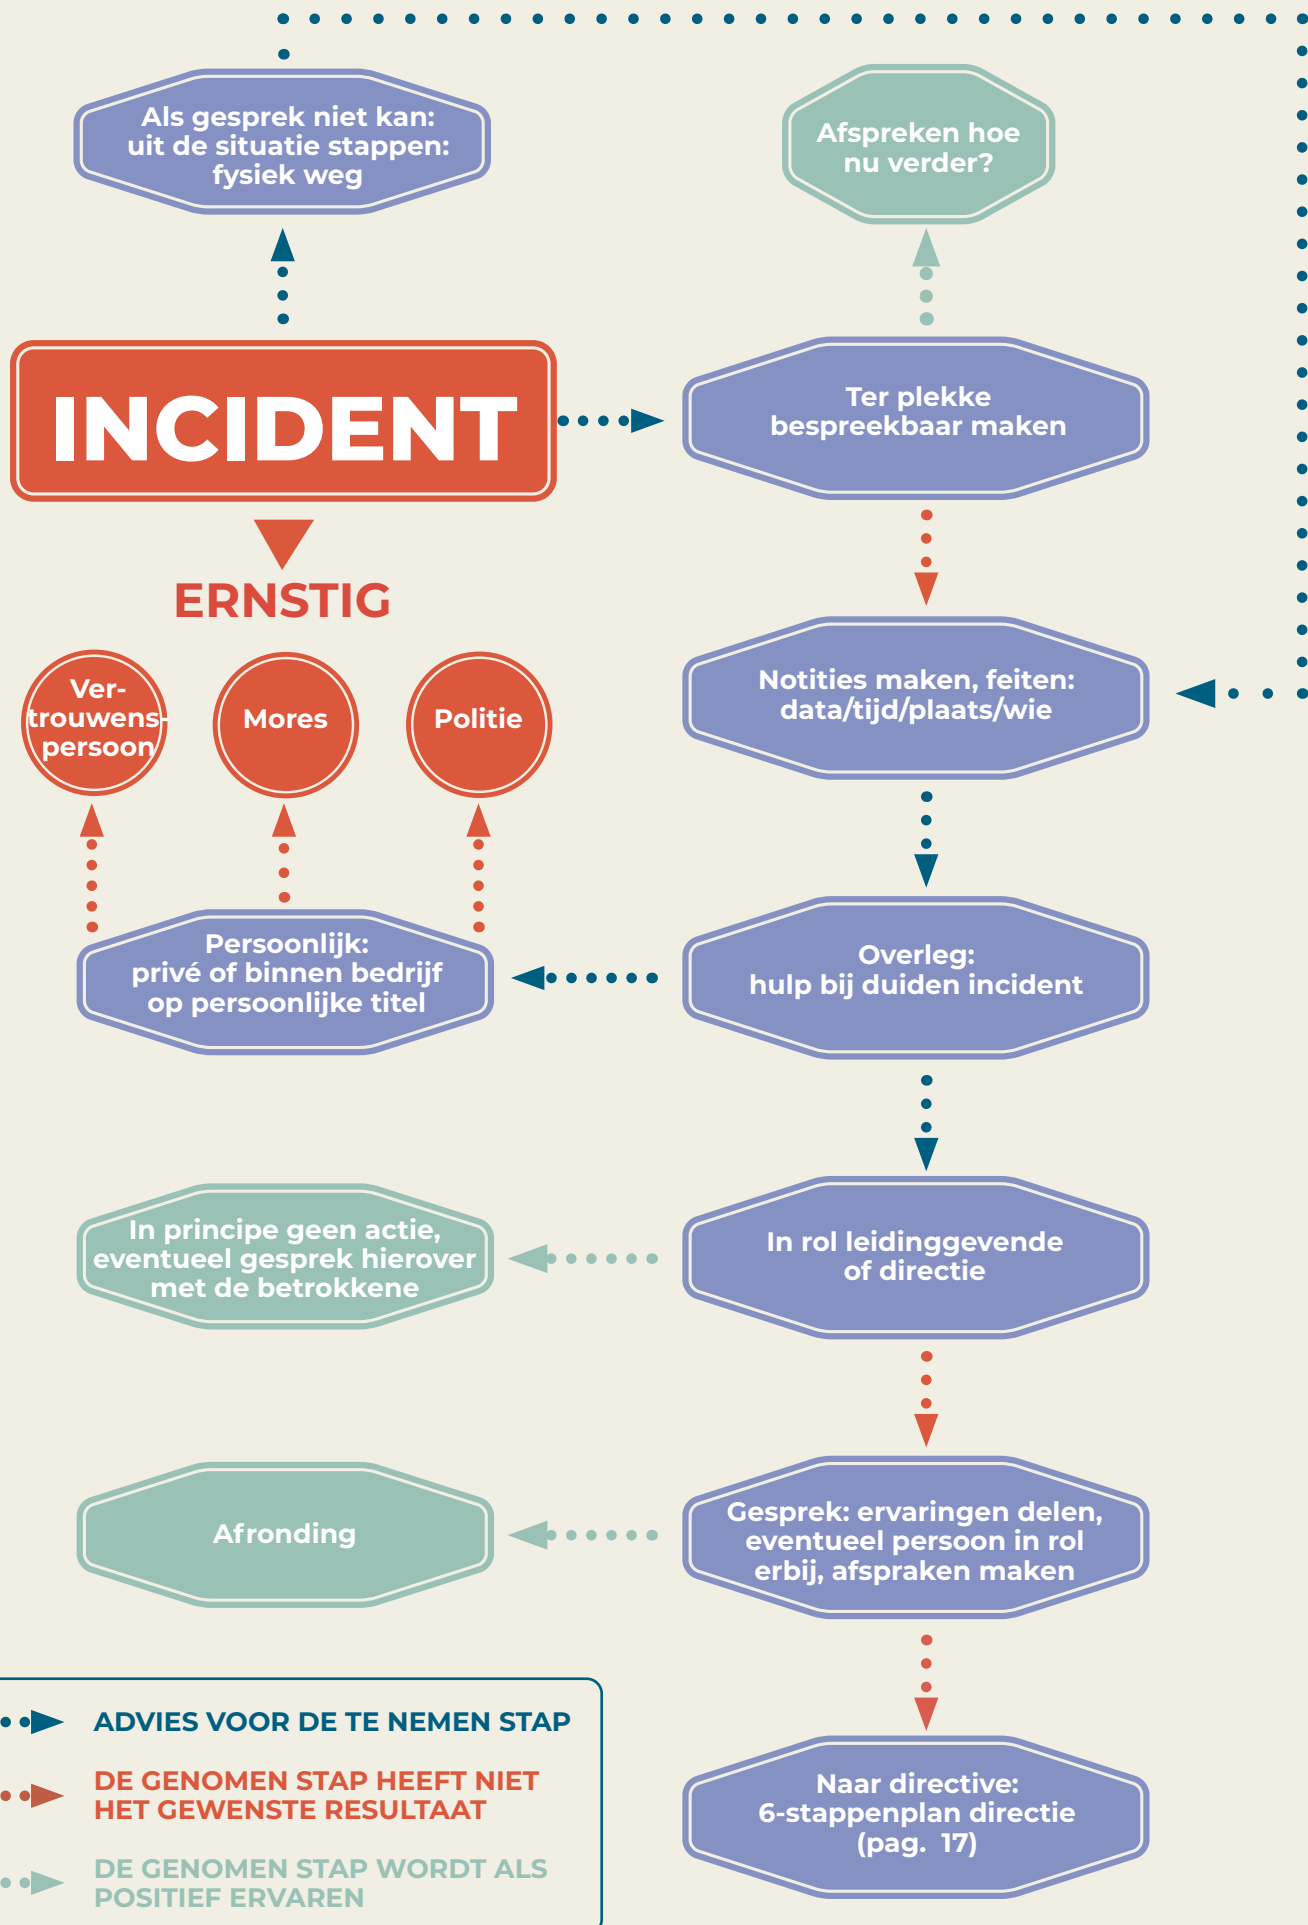 Als gesprek niet kan:
uit de situatie stappen:
fysiek weg
Afspreken hoe
nu verder?
INCIDENT
Ter plekke
bespreekbaar maken
ERNSTIG
Ver-
trouwens-
persoon
Mores
Politie
Notities maken, feiten:
data/tijd/plaats/wie
Persoonlijk:
privé of binnen bedrijf
op persoonlijke titel
Overleg:
hulp bij duiden incident
In principe geen actie,
eventueel gesprek hierover
met de betrokkene
In rol leidinggevende
of directie
Afronding
Gesprek: ervaringen delen,
eventueel persoon in rol
erbij, afspraken maken
Naar directive:
6-stappenplan directie
(pag. 17)
ADVIES VOOR DE TE NEMEN STAP
DE GENOMEN STAP HEEFT NIET
HET GEWENSTE RESULTAAT
DE GENOMEN STAP WORDT ALS
POSITIEF ERVAREN